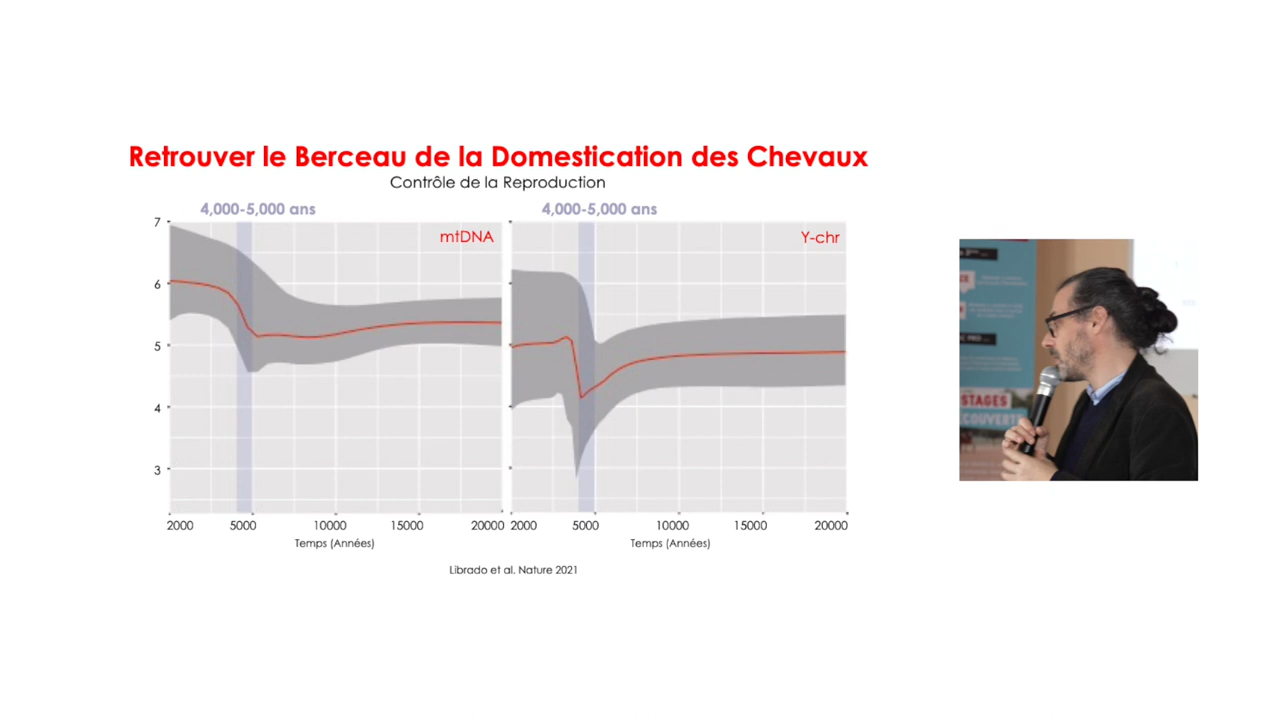 Retrouver le Berceau de la Domestication des Chevaux
Contrôle de la Reproduction
4,000-5,000 ans
4,000-5,000 ans
mtDNA
Y-chr
7
6
5
4
3
2000 5000 10000 15000 20000
2000 5000 10000 15000 20000
Temps (Années)
Temps (Années)
Librado et al. Nature 2021
STAGES